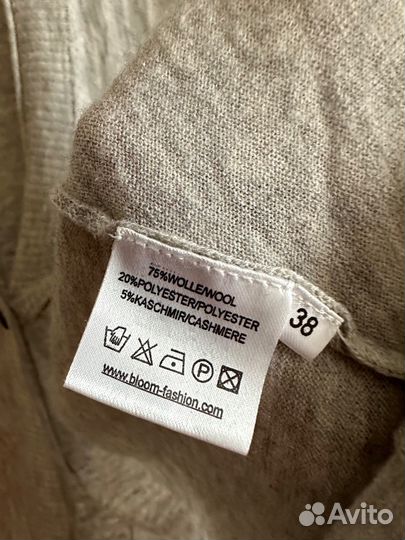 75%WOLLE/WOOL
20%POLYESTER/POLYESTER
5%KASCHMIR/CASHMERE
38
P
www.bloom-fashion.com
Avito